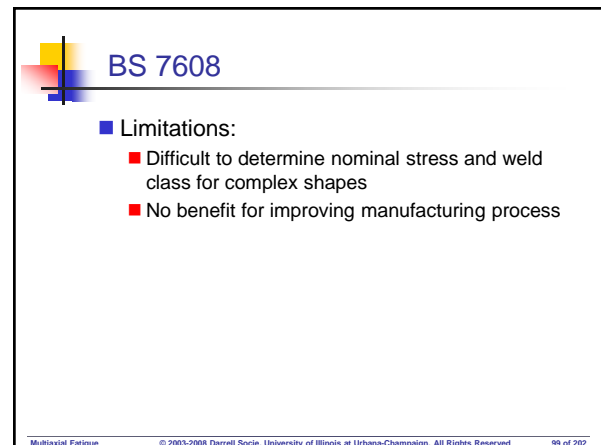 BS 7608
Limitations:
Difficult to determine nominal stress and weld
class for complex shapes
No benefit for improving manufacturing process
Multiaxial Fatigue © 2003-2008 Darrell Socie, University of Illinois at Urbana-Champaign, All Rights Reserved 99 of 202